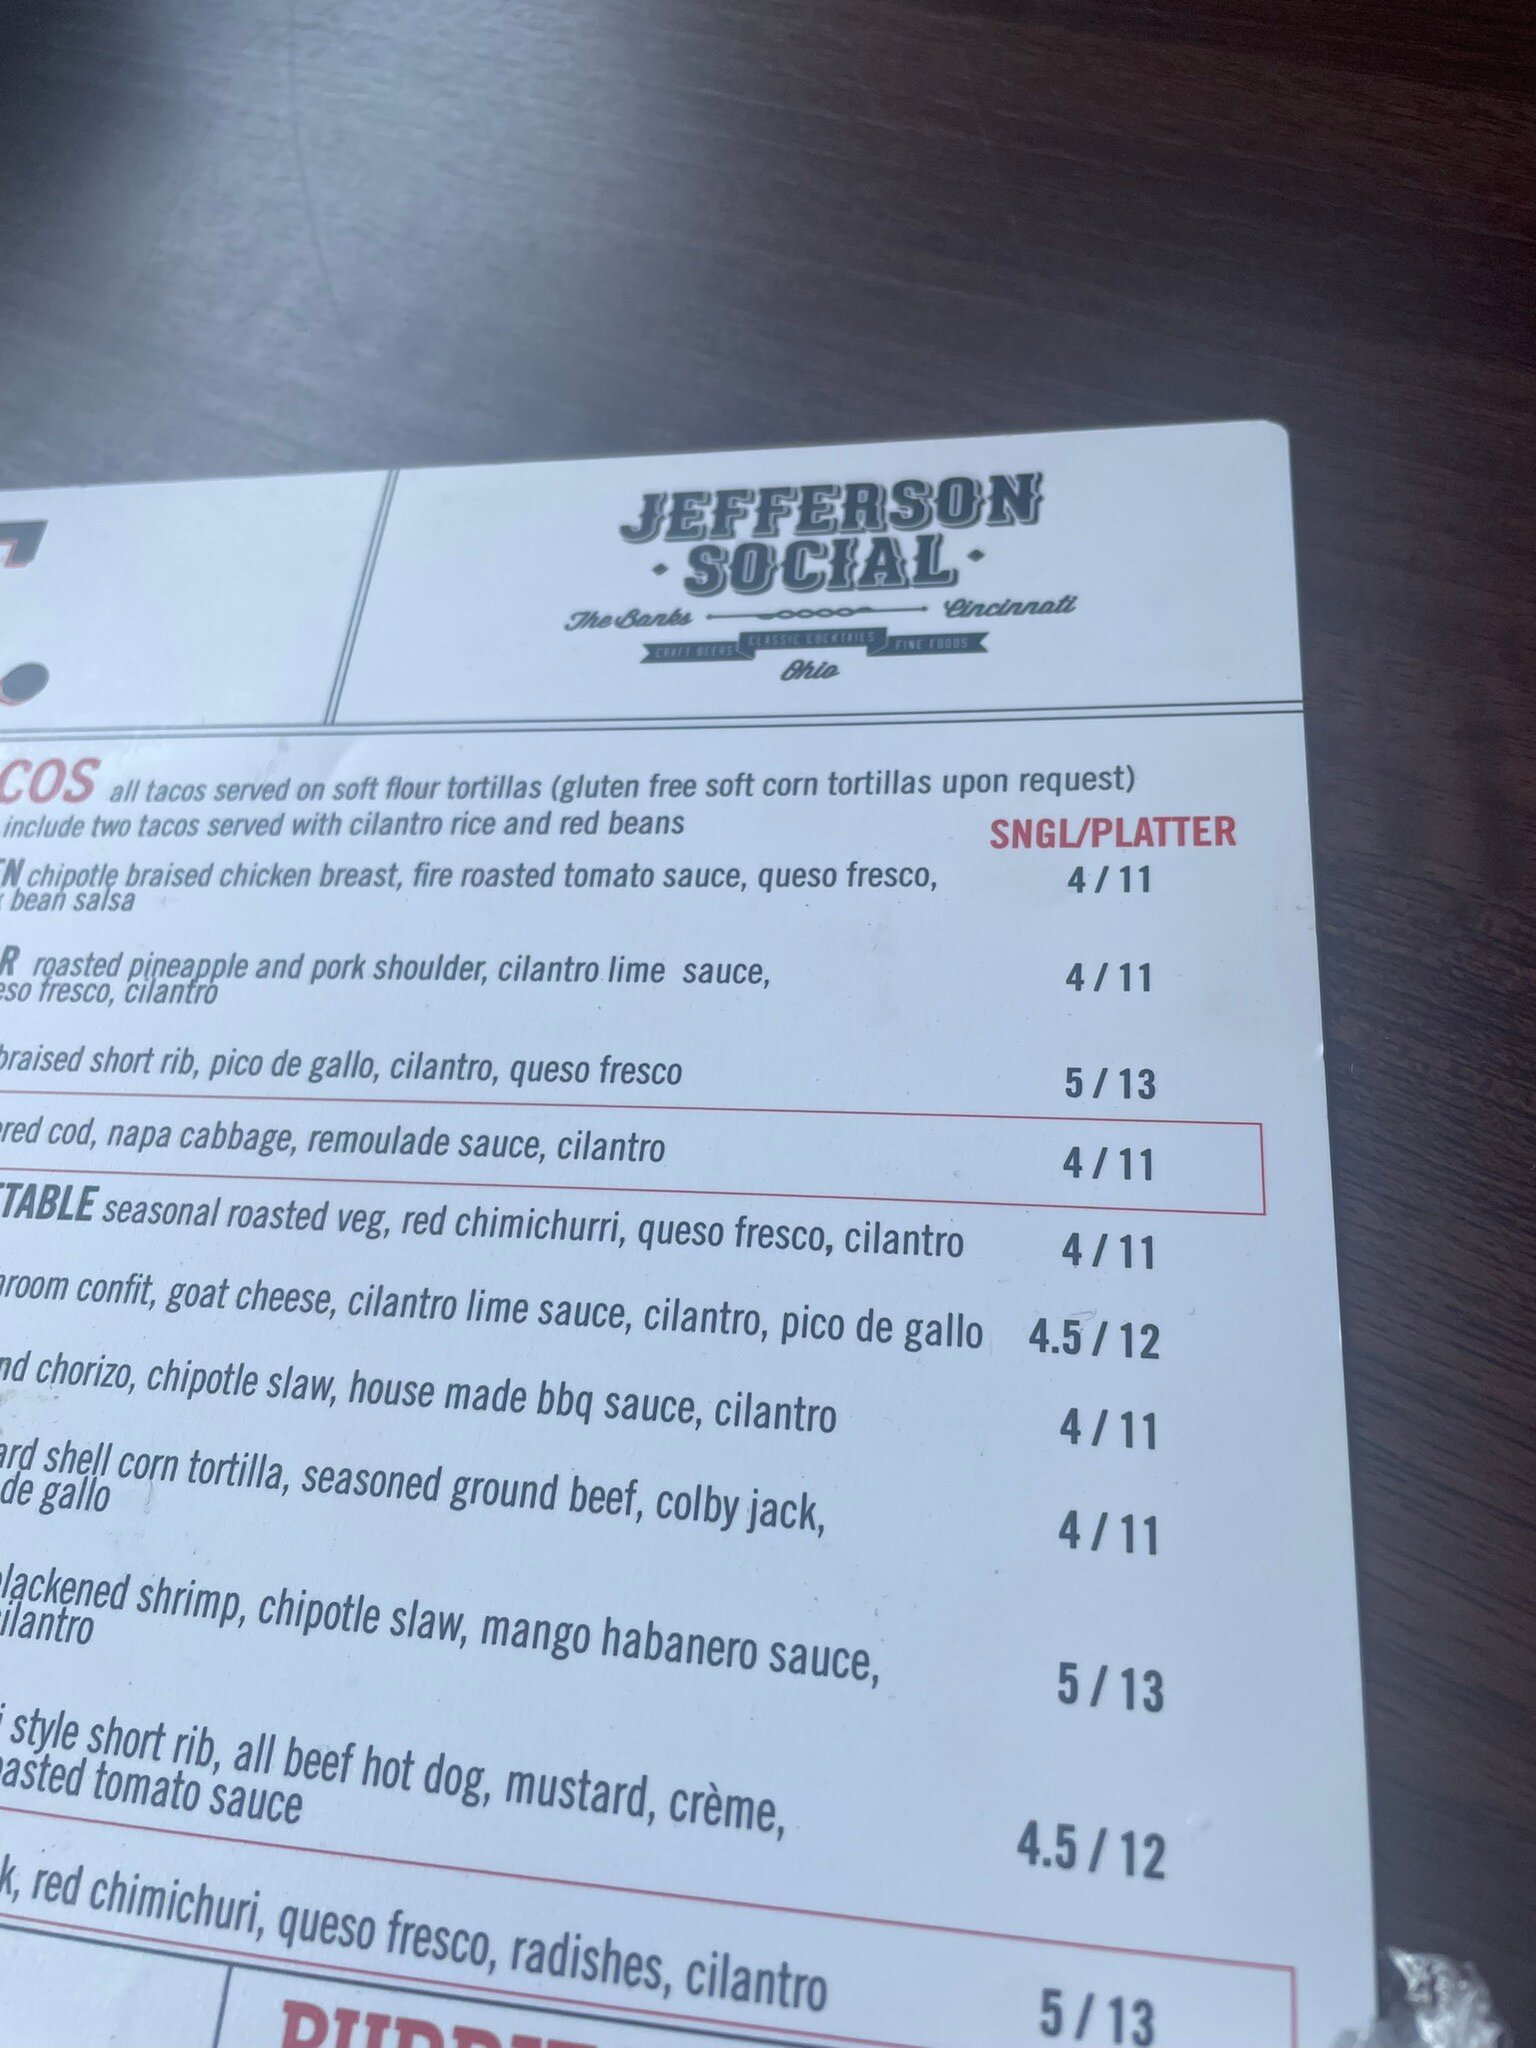 JEFFERSON
SOCIAL
The Banks Cincinnati
CRAFT BEERS CLASSIC COCKTAILS FINE FOODS
Ohio
COS all tacos served on soft flour tortillas (gluten free soft corn tortillas upon request)
include two tacos served with cilantro rice and red beans
SNGL/PLATTER
EN chipotle braised chicken breast, fire roasted tomato sauce, queso fresco, 4 / 11
bean salsa
R roasted pineapple and pork shoulder, cilantro lime sauce, 4 / 11
eso fresco, cilantro
braised short rib, pico de gallo, cilantro, queso fresco 5 / 13
ered cod, napa cabbage, remoulade sauce, cilantro 4 / 11
TABLE seasonal roasted veg, red chimichurri, queso fresco, cilantro 4 / 11
room confit, goat cheese, cilantro lime sauce, cilantro, pico de gallo 4.5 / 12
nd chorizo, chipotle slaw, house made bbq sauce, cilantro 4 / 11
ard shell corn tortilla, seasoned ground beef, colby jack, 4 / 11
de gallo
lackened shrimp, chipotle slaw, mango habanero sauce, 5 / 13
ilantro
i style short rib, all beef hot dog, mustard, crème, 4.5 / 12
asted tomato sauce
k, red chimichuri, queso fresco, radishes, cilantro 5 / 13